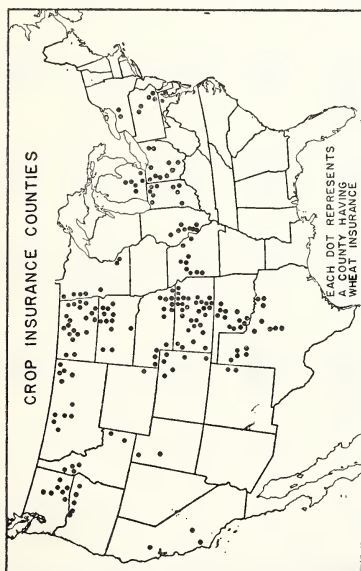 CROP INSURANCE COUNTIES
EACH DOT REPRESENTS
A COUNTY HAVING
WHEAT INSURANCE